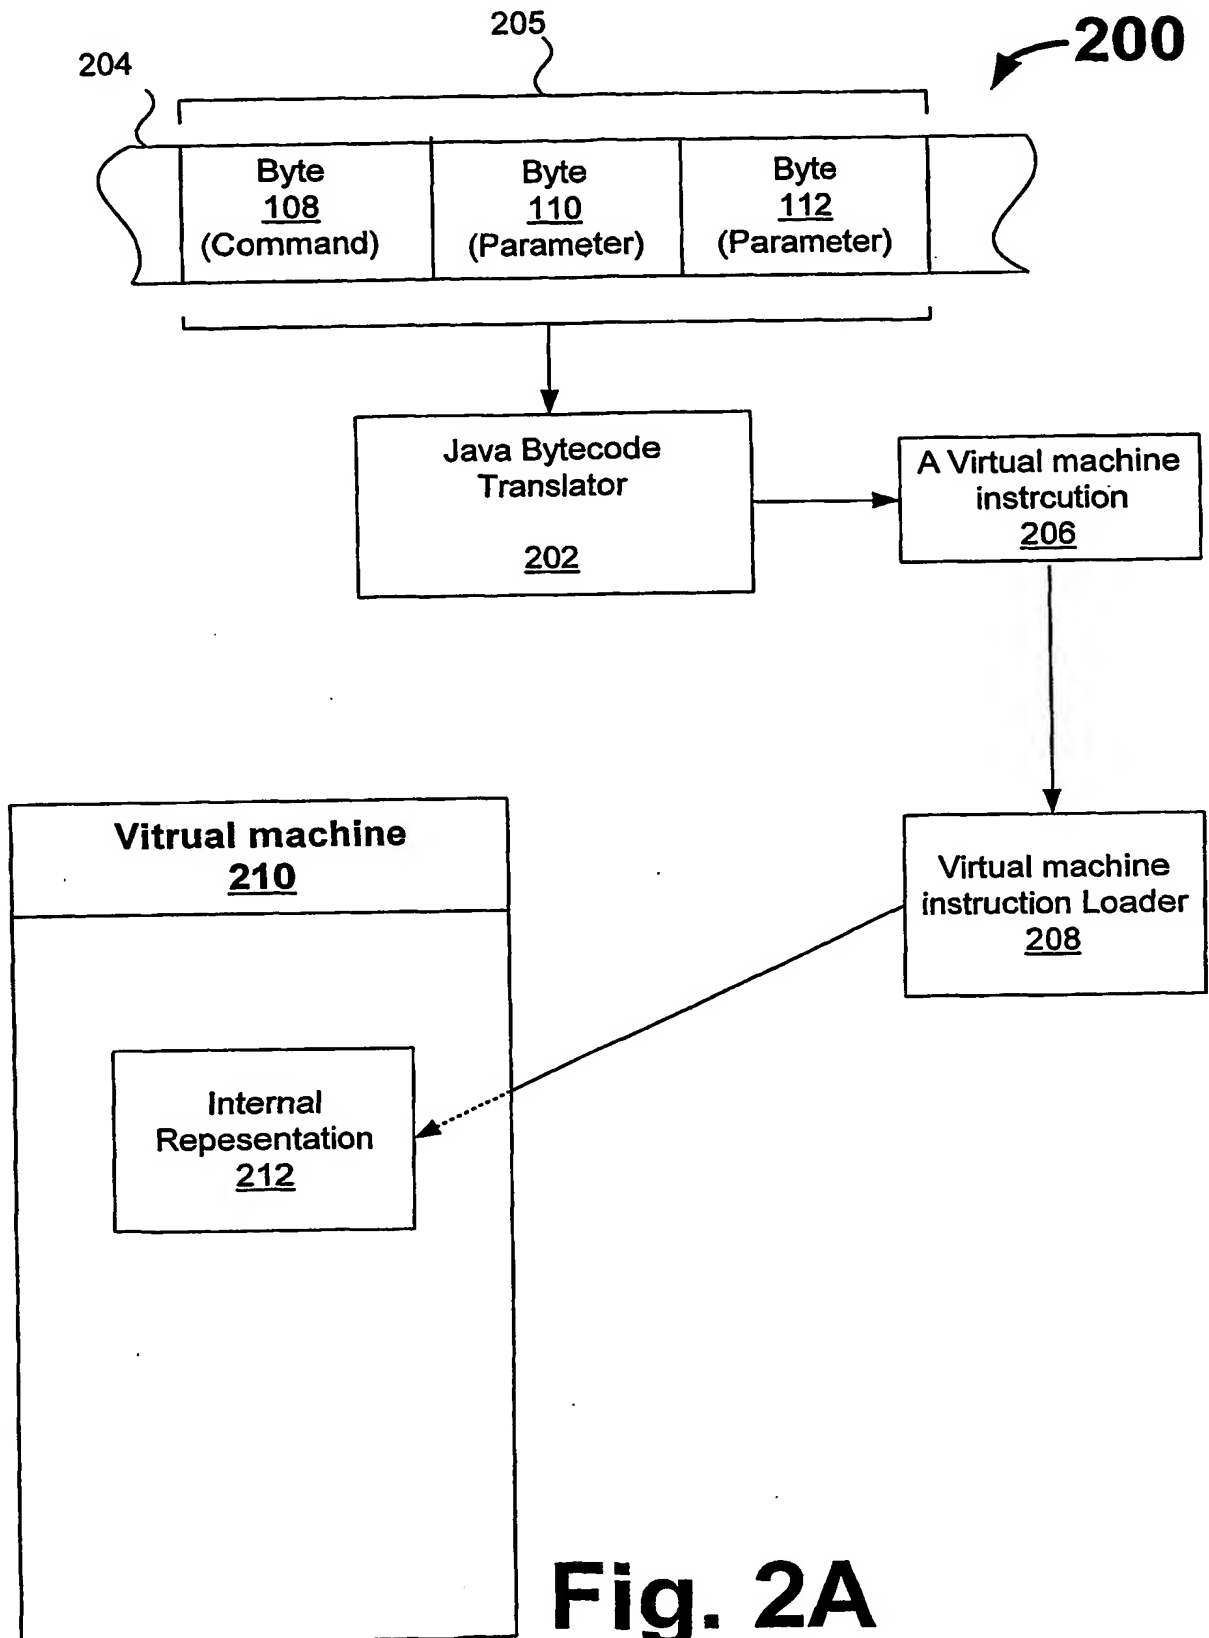 205
200
204
Byte
108
(Command)
Byte
110
(Parameter)
Byte
112
(Parameter)
Java Bytecode
Translator
202
A Virtual machine
instrcution
206
Vitrual machine
210
Virtual machine
instruction Loader
208
Internal
Repesentation
212
Fig. 2A